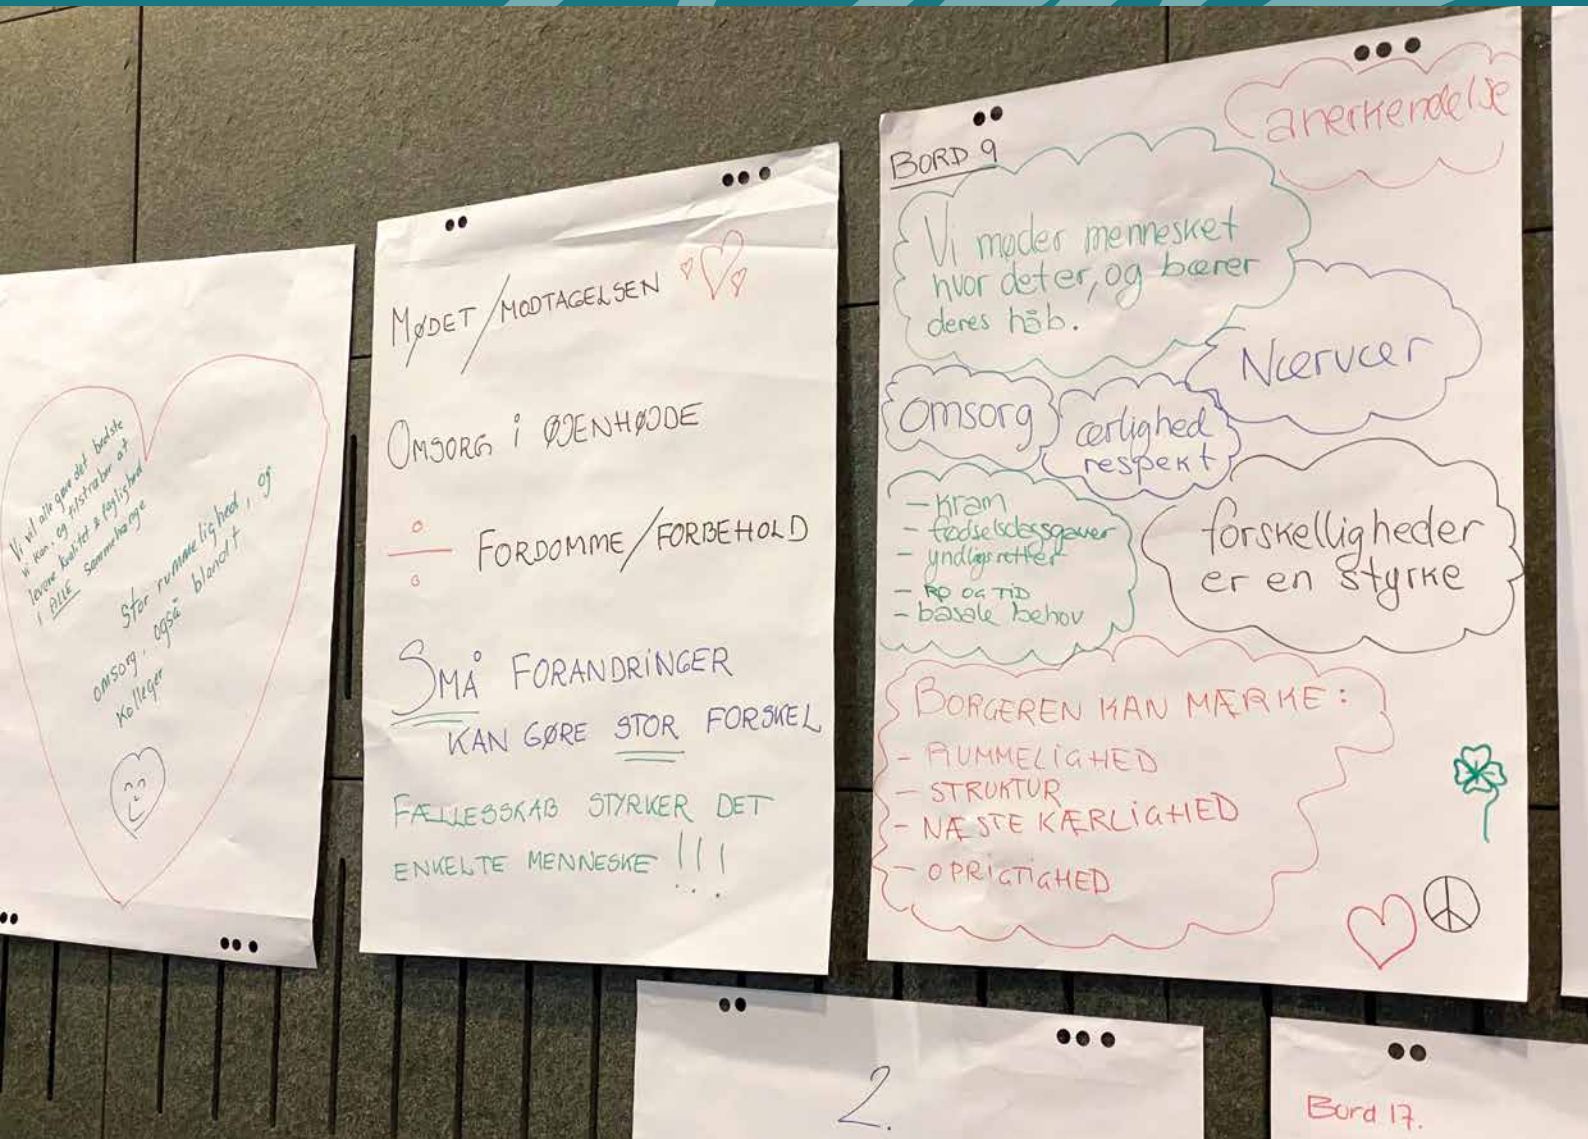 Vi vil alle gøre det bedste
vi kan, og tilstræber at
levere kvalitet & faglighed
i ALLE sammenhænge
Stor rummelighed, og
omsorg, også blandt
kolleger
MØDET/MODTAGELSEN
OMSORG i ØJENHØJDE
FORDOMME/FORBEHOLD
SMÅ FORANDRINGER
KAN GØRE STOR FORSKEL
FÆLLESSKAB STYRKER DET
ENKELTE MENNESKE !!!
BORD 9
anerkendelse
Vi møder mennesket
hvor det er, og bærer
deres håb.
Nærvær
Omsorg
ærlighed
respekt
- Kram
- fødselsdagsgaver
- yndligsretter
- RO OG TID
- basale behov
forskelligheder
er en styrke
BORGEREN KAN MÆRKE:
- RUMMELIGHED
- STRUKTUR
- NÆSTE KÆRLIGHED
- OPRIGTIGHED
2.
Bord 17.